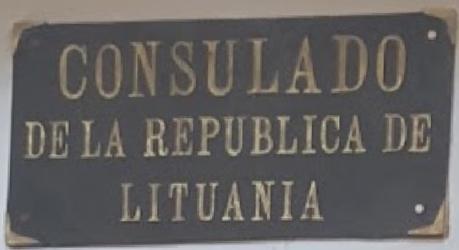 CONSULADO
DE LA REPUBLICA DE
LITUANIA